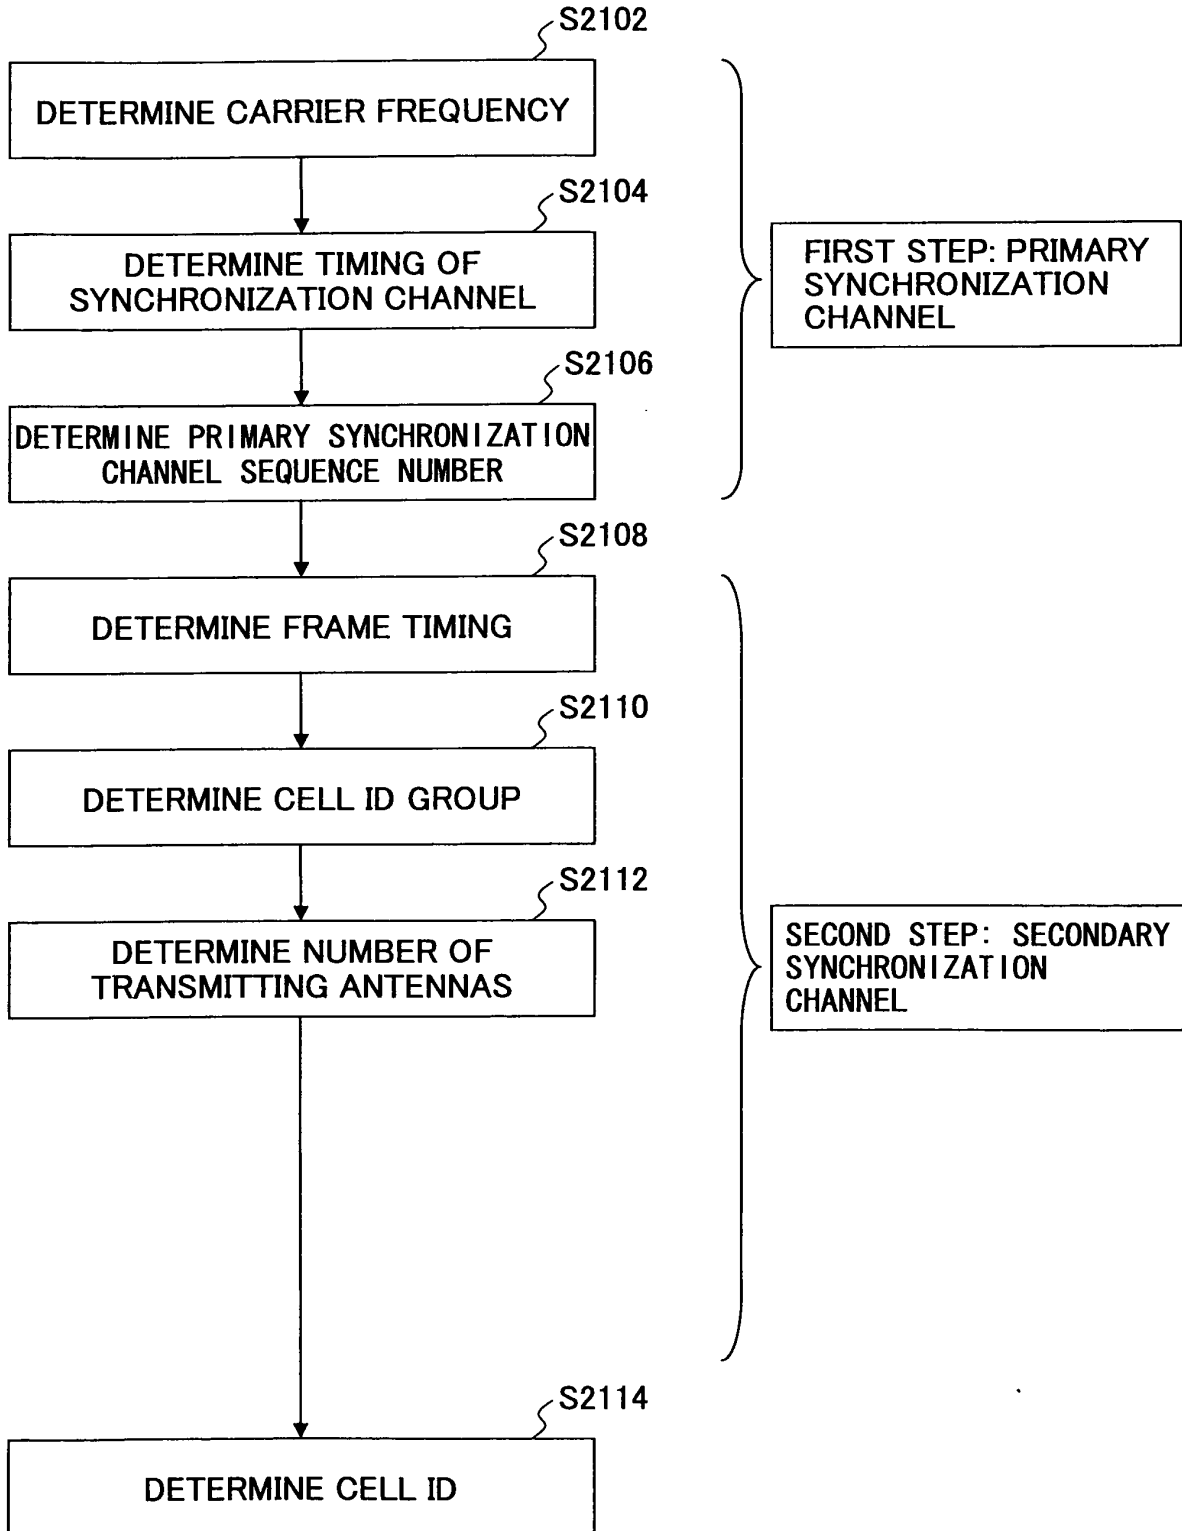 S2102
DETERMINE CARRIER FREQUENCY
S2104
DETERMINE TIMING OF
SYNCHRONIZATION CHANNEL
FIRST STEP: PRIMARY
SYNCHRONIZATION
CHANNEL
S2106
DETERMINE PRIMARY SYNCHRONIZATION
CHANNEL SEQUENCE NUMBER
S2108
DETERMINE FRAME TIMING
S2110
DETERMINE CELL ID GROUP
S2112
DETERMINE NUMBER OF
TRANSMITTING ANTENNAS
SECOND STEP: SECONDARY
SYNCHRONIZATION
CHANNEL
S2114
DETERMINE CELL ID